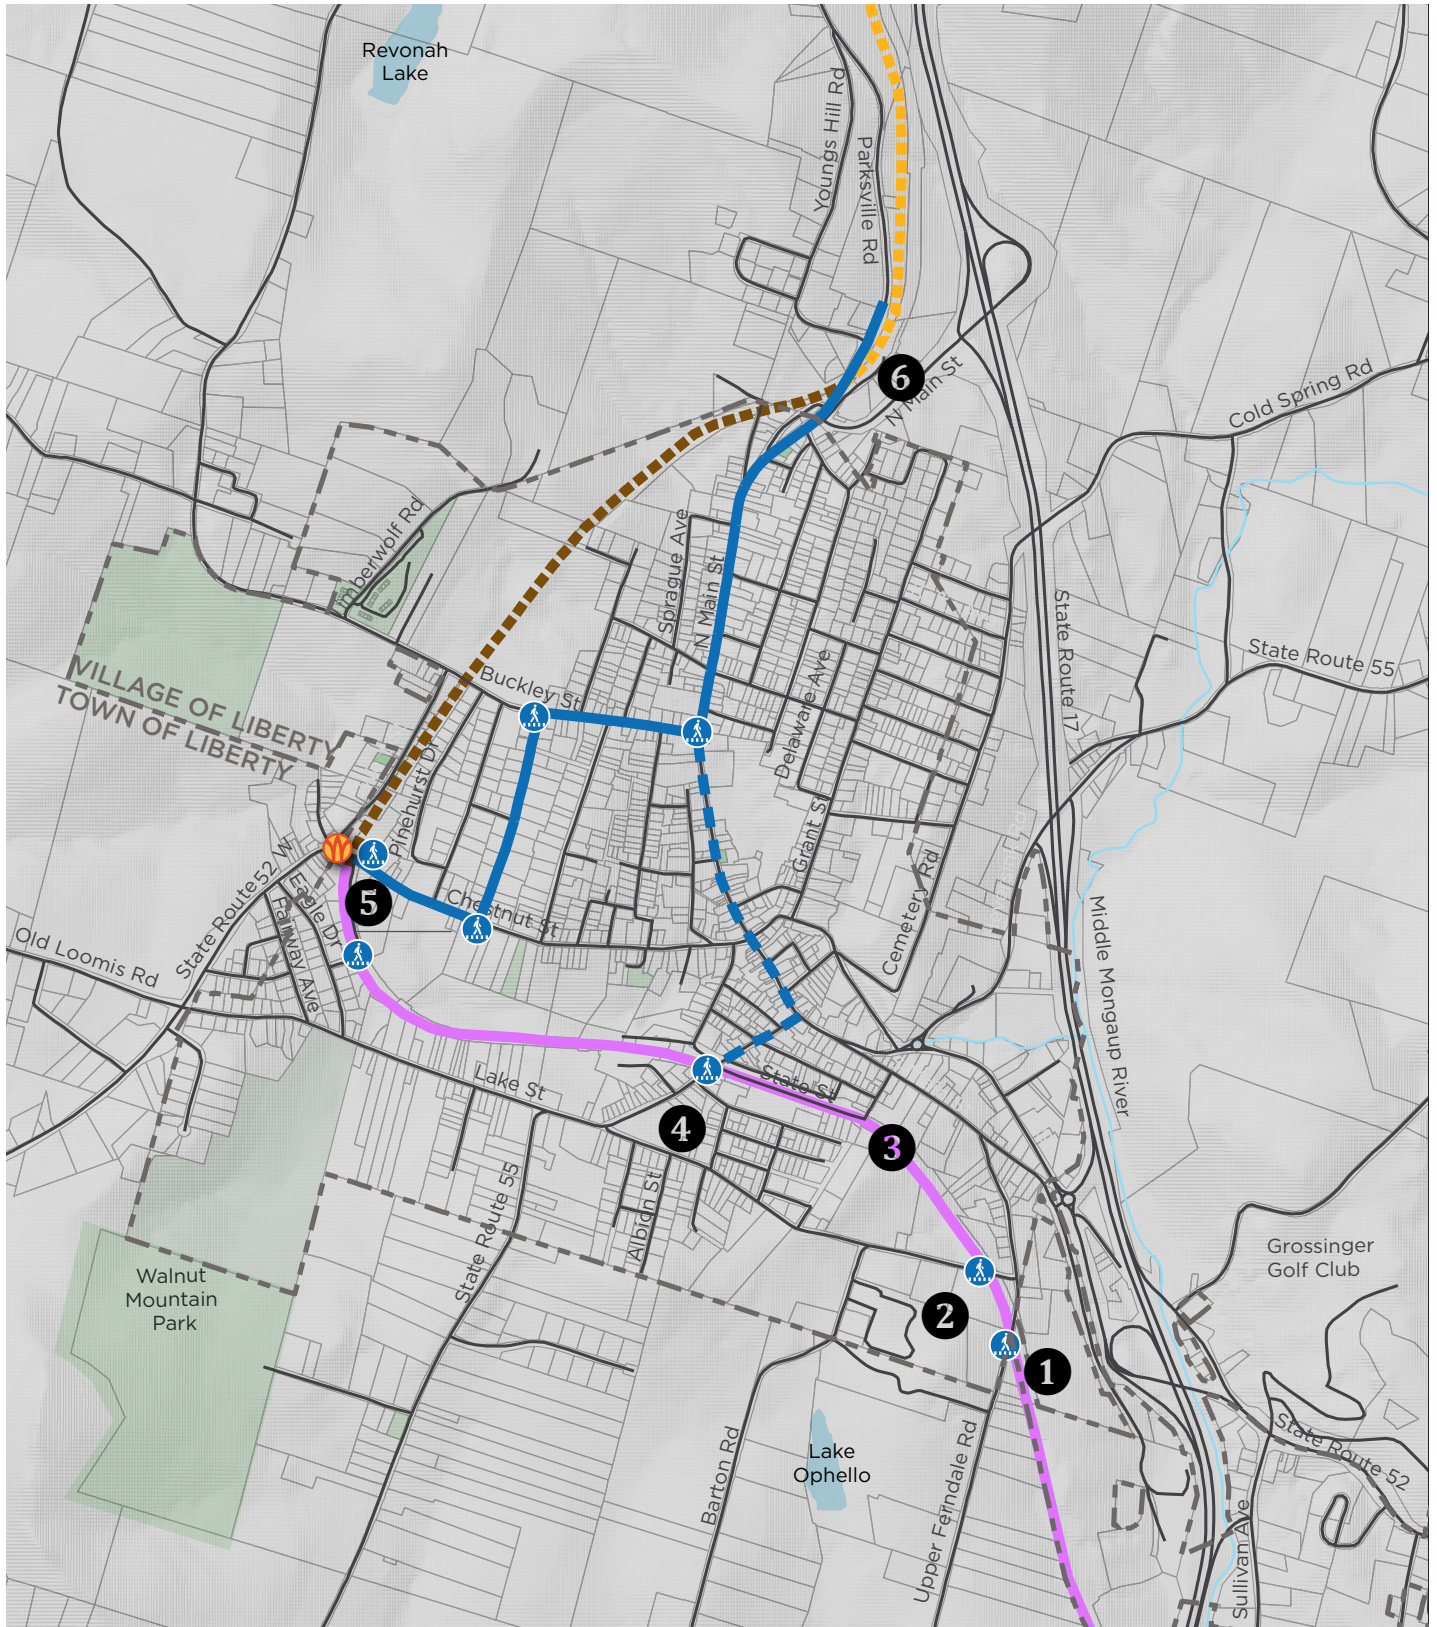 Revonah
Lake
Youngs Hill Rd
Parksville Rd
6
N Main St
Cold Spring Rd
imberwolf Rd
Sprague Ave
N Main St
State Route 17
State Route 55
VILLAGE OF LIBERTY
TOWN OF LIBERTY
Buckley St
Delaware Ave
Pinehurst Dr
Grant St
State Route 52 W
Eagle Dr
Fairway Ave
5
Chestnut St
Cemetery Rd
Old Loomis Rd
Middle Mongaup River
Lake St
State St
4
3
State Route 55
Albion St
Walnut
Mountain
Park
Grossinger
Golf Club
2
1
Lake
Ophello
Barton Rd
Upper Ferndale Rd
State Route 52
Sullivan Ave